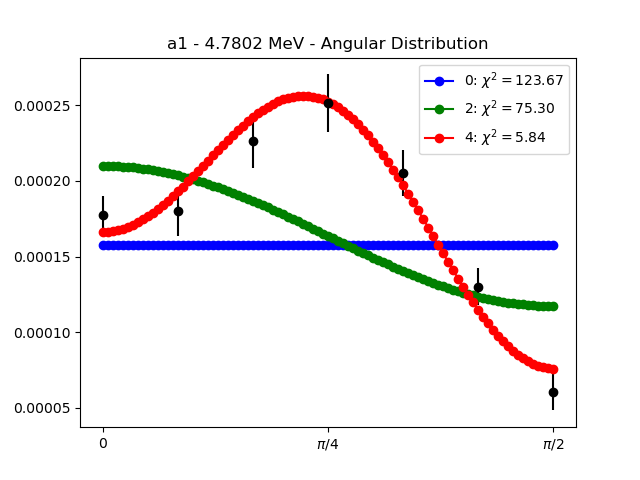 a1 - 4.7802 MeV - Angular Distribution
0: χ² = 123.67
2: χ² = 75.30
4: χ² = 5.84
0.00025
0.00020
0.00015
0.00010
0.00005
0
π/4
π/2